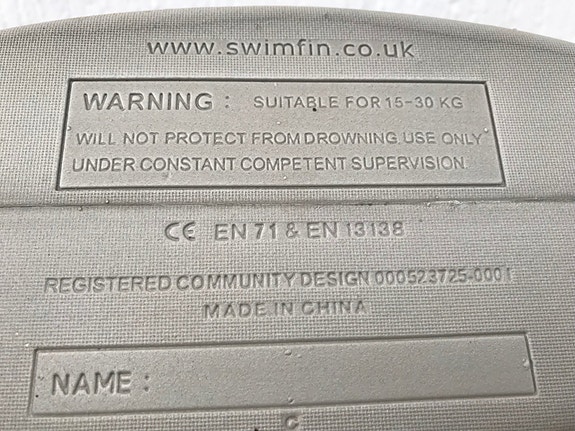 www.swimfin.co.uk
WARNING : SUITABLE FOR 15-30 KG
WILL NOT PROTECT FROM DROWNING. USE ONLY
UNDER CONSTANT COMPETENT SUPERVISION.
CE EN 71 & EN 13138
REGISTERED COMMUNITY DESIGN 000523725-0001
MADE IN CHINA
NAME :
C